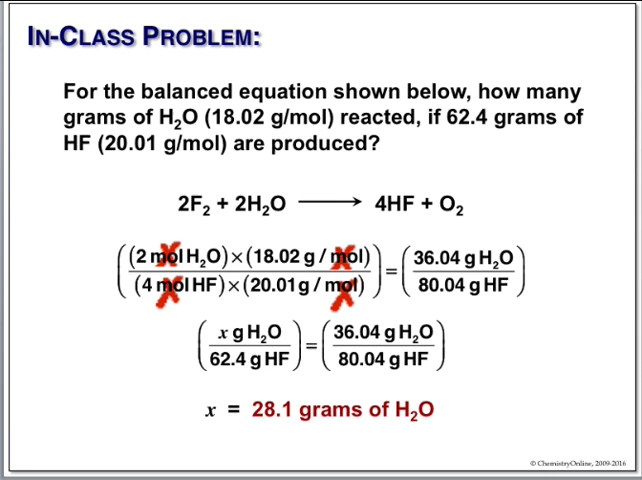 IN-CLASS PROBLEM:
For the balanced equation shown below, how many
grams of H₂O (18.02 g/mol) reacted, if 62.4 grams of
HF (20.01 g/mol) are produced?
2F₂ + 2H₂O ⟶ 4HF + O₂
((2 mol H₂O)×(18.02 g / mol) / (4 mol HF)×(20.01 g / mol)) = (36.04 g H₂O / 80.04 g HF)
(x g H₂O / 62.4 g HF) = (36.04 g H₂O / 80.04 g HF)
x = 28.1 grams of H₂O
© ChemistryOnline, 2009-2016